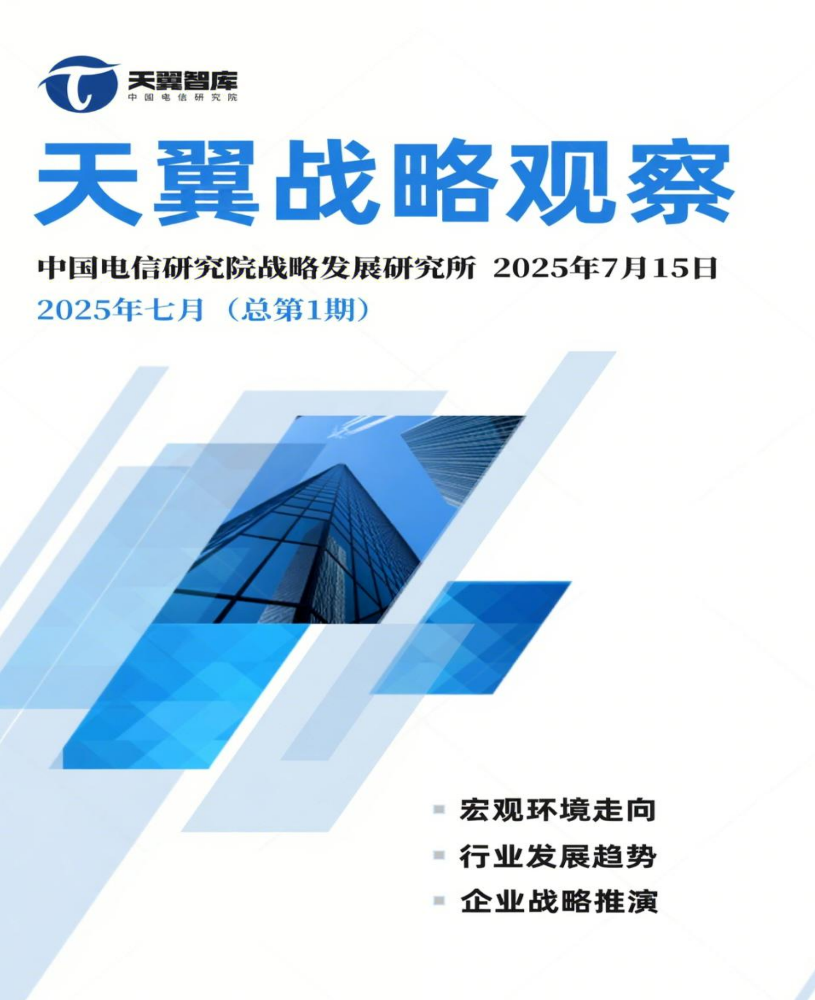 天翼智库
中国电信研究院
天翼战略观察
中国电信研究院战略发展研究所 2025年7月15日
2025年七月（总第1期）
宏观环境走向
行业发展趋势
企业战略推演